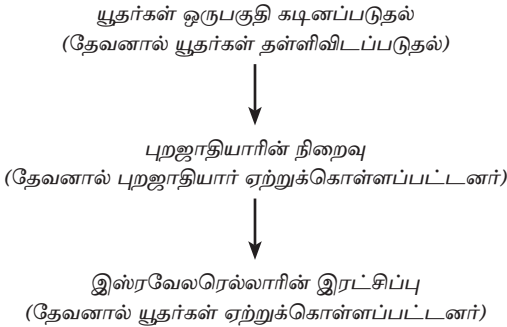 யூதர்கள் ஒருபகுதி கடினப்படுதல்
(தேவனால் யூதர்கள் தள்ளிவிடப்படுதல்)
புறஜாதியாரின் நிறைவு
(தேவனால் புறஜாதியார் ஏற்றுக்கொள்ளப்பட்டனர்)
இஸ்ரவேலரெல்லாரின் இரட்சிப்பு
(தேவனால் யூதர்கள் ஏற்றுக்கொள்ளப்பட்டனர்)